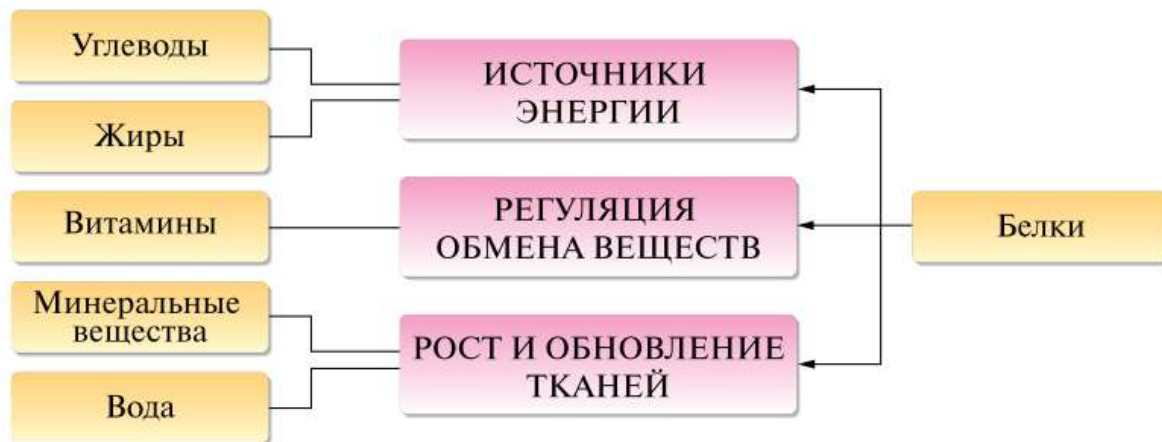 Углеводы
Жиры
Витамины
Минеральные
вещества
Вода
ИСТОЧНИКИ
ЭНЕРГИИ
РЕГУЛЯЦИЯ
ОБМЕНА ВЕЩЕСТВ
РОСТ И ОБНОВЛЕНИЕ
ТКАНЕЙ
Белки